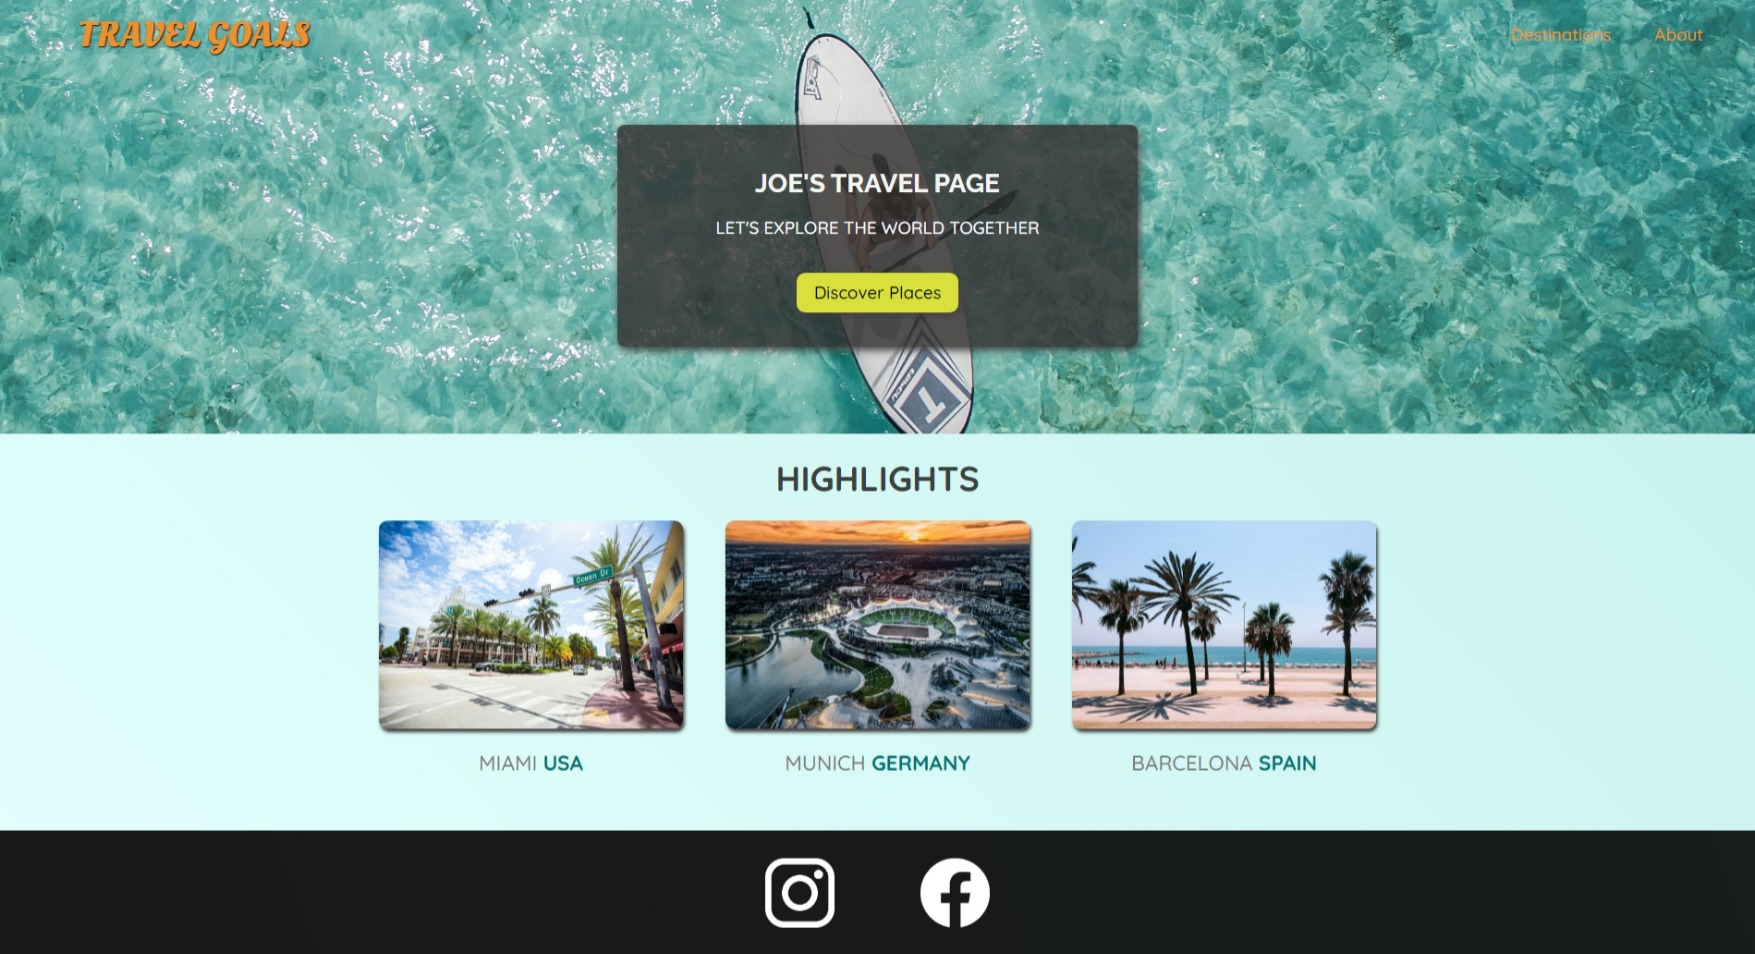 TRAVEL GOALS
Destinations About
JOE'S TRAVEL PAGE
LET'S EXPLORE THE WORLD TOGETHER
Discover Places
HIGHLIGHTS
Ocean Dr
MIAMI USA
MUNICH GERMANY
BARCELONA SPAIN